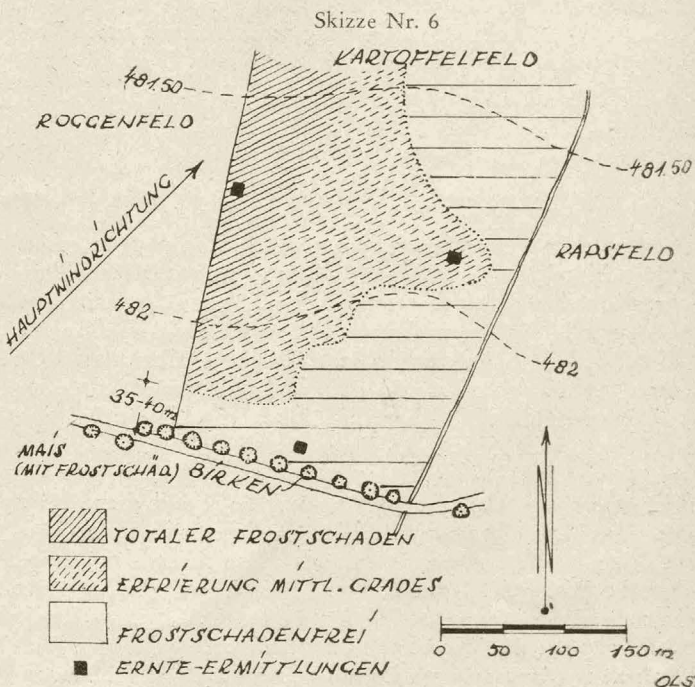 Skizze Nr. 6
KARTOFFELFELD
481.50
ROGGENFELD
481.50
HAUPTWINDRICHTUNG
RAPSFELD
482
482
35-40m
MAIS
(MIT FROSTSCHÄD.) BIRKEN
TOTALER FROSTSCHADEN
ERFRIERUNG MITTL. GRADES
FROSTSCHADENFREI
ERNTE-ERMITTLUNGEN
N
0 50 100 150 m
OLS